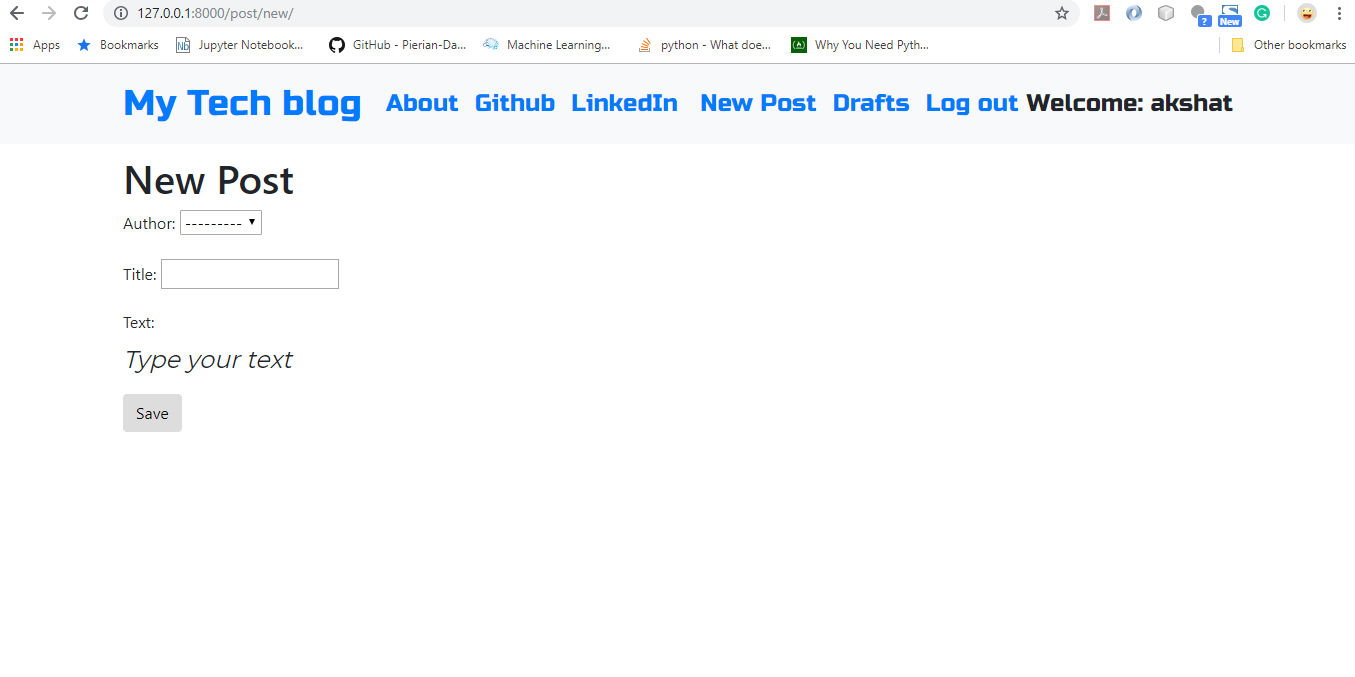 127.0.0.1:8000/post/new/
Apps Bookmarks Jupyter Notebook... GitHub - Pierian-Da... Machine Learning... python - What doe... Why You Need Pyth... Other bookmarks
? New G
My Tech blog About Github LinkedIn New Post Drafts Log out Welcome: akshat
New Post
Author: ---------
Title:
Text:
Type your text
Save